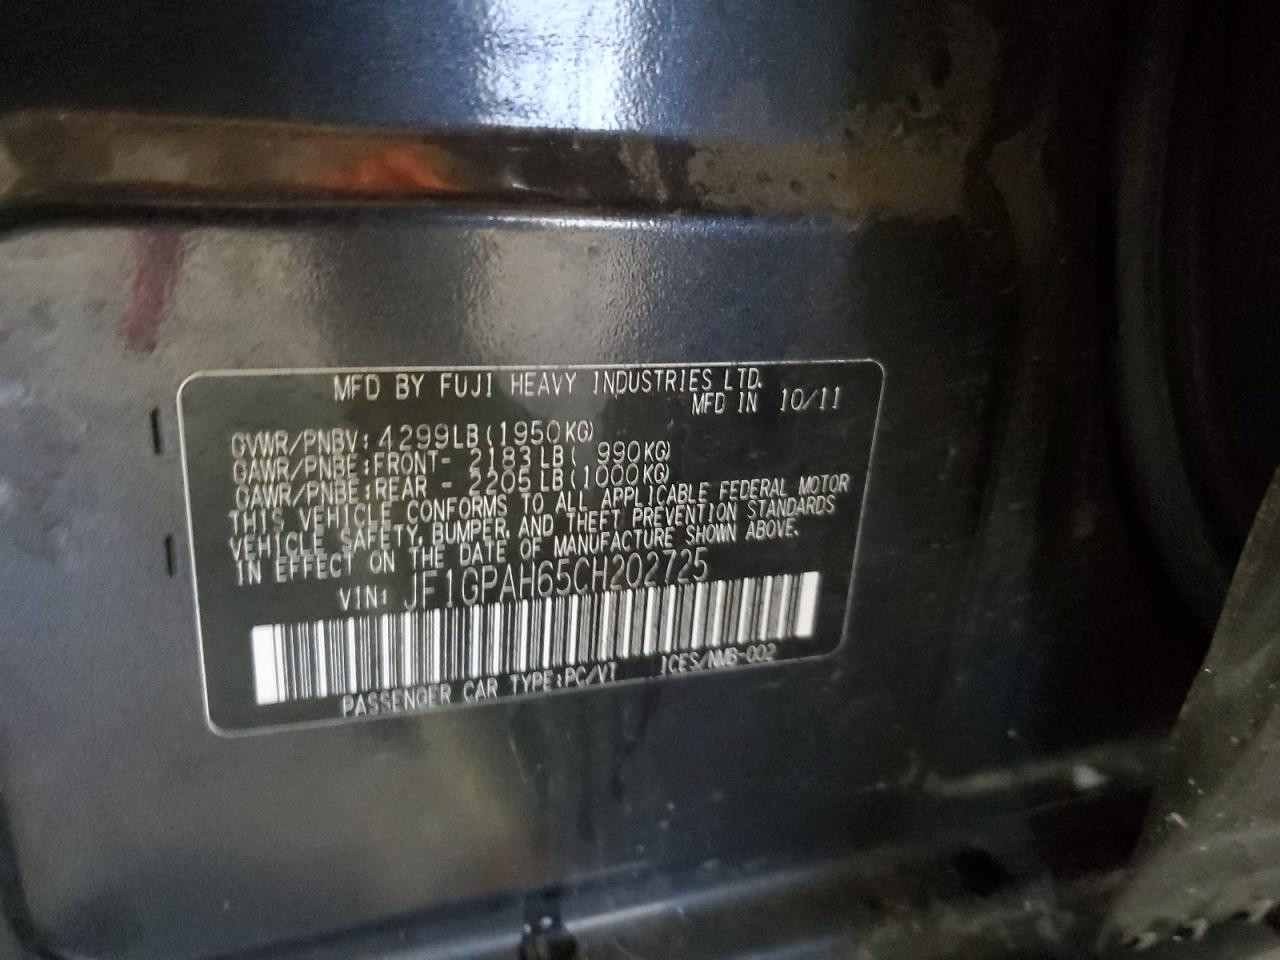 MFD BY FUJI HEAVY INDUSTRIES LTD.
MFD IN 10/11
GVWR/PNBV: 4299LB(1950KG)
GAWR/PNBE:FRONT- 2183LB( 990KG)
GAWR/PNBE:REAR - 2205LB(1000KG)
THIS VEHICLE CONFORMS TO ALL APPLICABLE FEDERAL MOTOR
VEHICLE SAFETY, BUMPER, AND THEFT PREVENTION STANDARDS
IN EFFECT ON THE DATE OF MANUFACTURE SHOWN ABOVE.
VIN: JF1GPAH65CH202725
PASSENGER CAR TYPE:PC/VT ICES/NMB-002